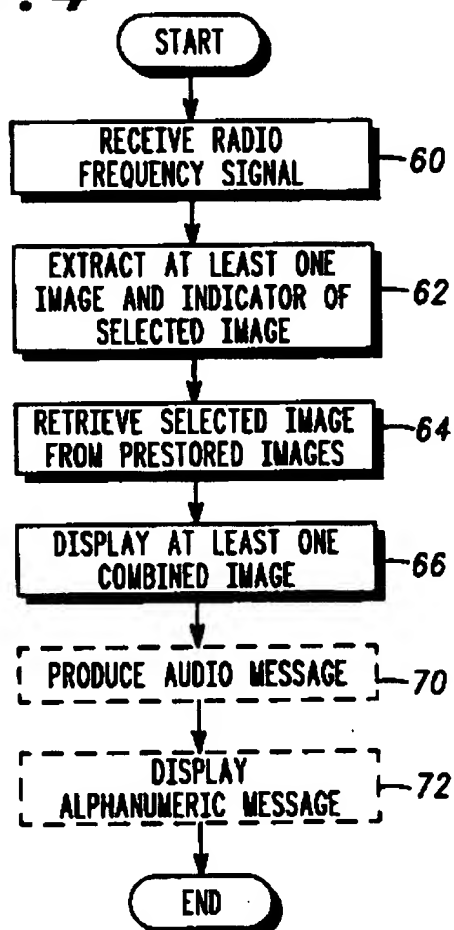 START
RECEIVE RADIO
FREQUENCY SIGNAL
60
EXTRACT AT LEAST ONE
IMAGE AND INDICATOR OF
SELECTED IMAGE
62
RETRIEVE SELECTED IMAGE
FROM PRESTORED IMAGES
64
DISPLAY AT LEAST ONE
COMBINED IMAGE
66
PRODUCE AUDIO MESSAGE
70
DISPLAY
ALPHANUMERIC MESSAGE
72
END